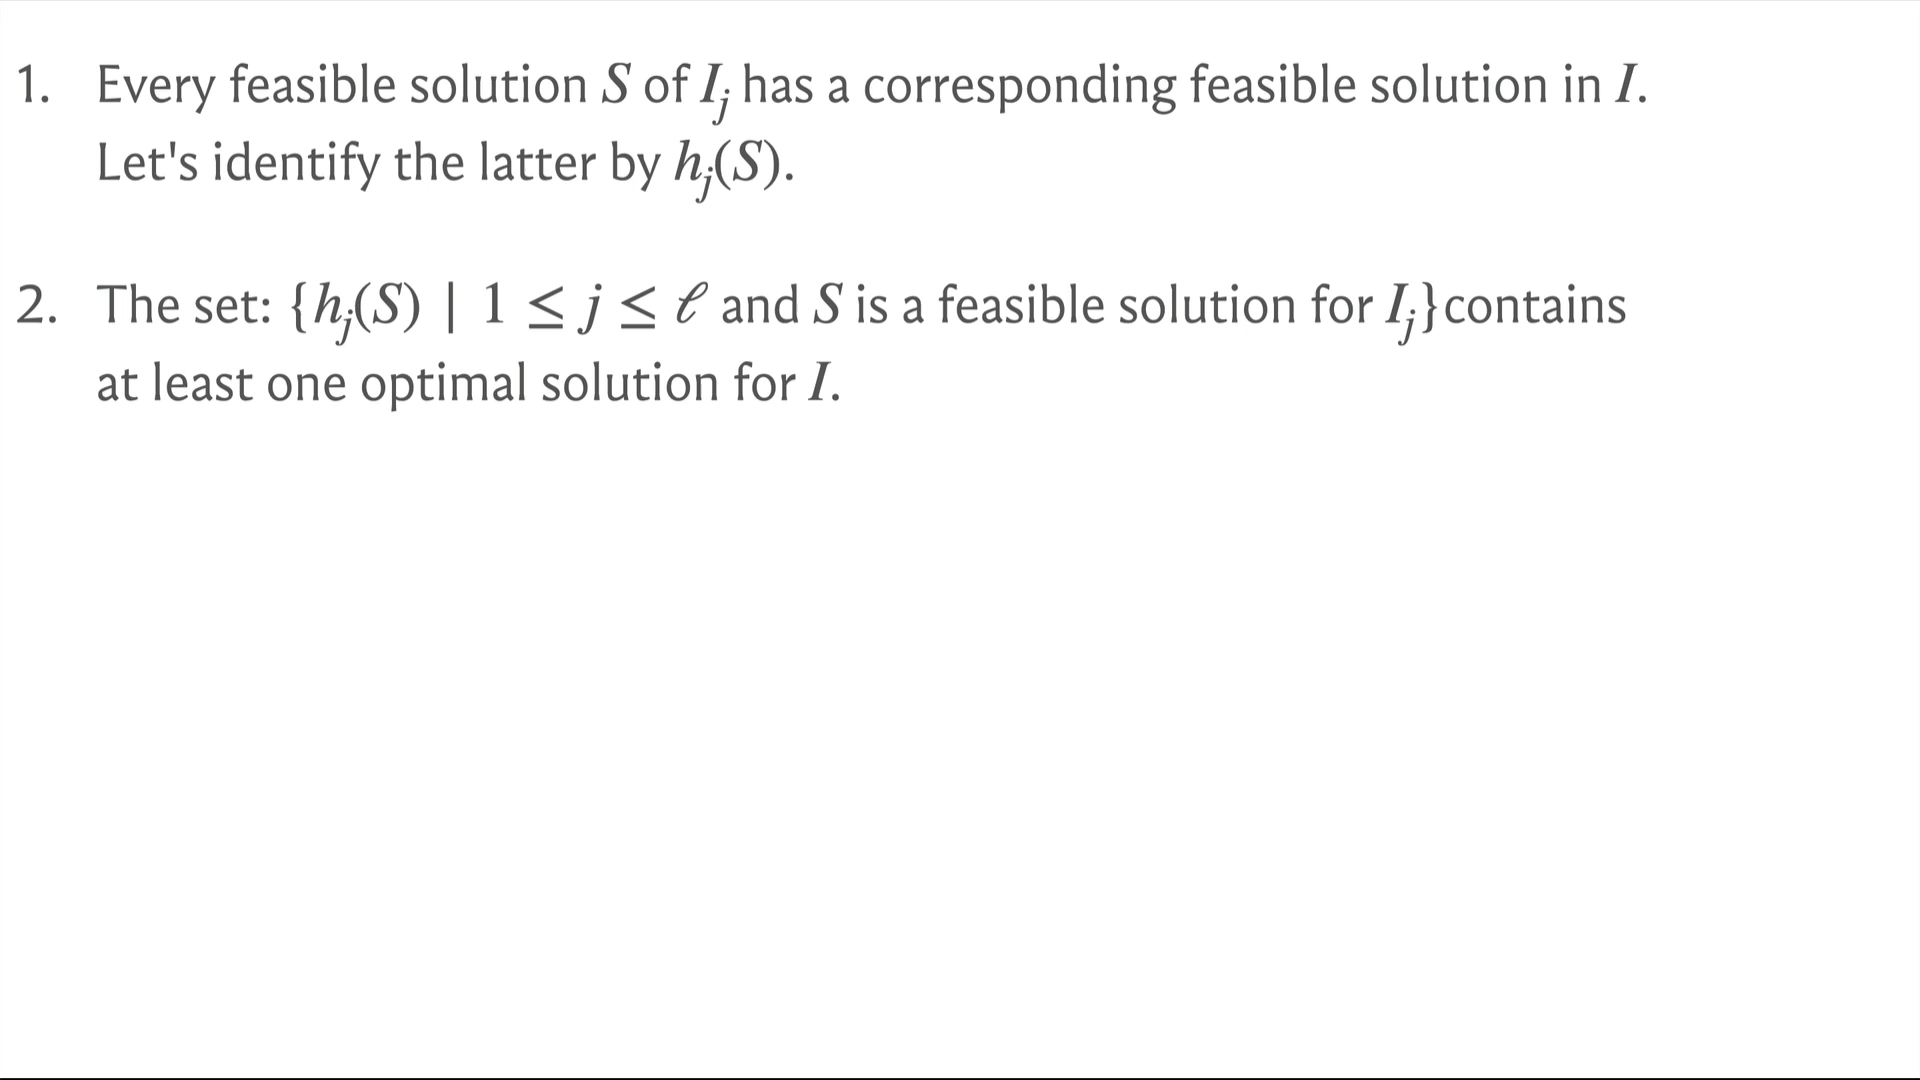 1. Every feasible solution S of I_j has a corresponding feasible solution in I.
Let's identify the latter by h_j(S).
2. The set: {h_j(S) | 1 ≤ j ≤ ℓ and S is a feasible solution for I_j}contains
at least one optimal solution for I.